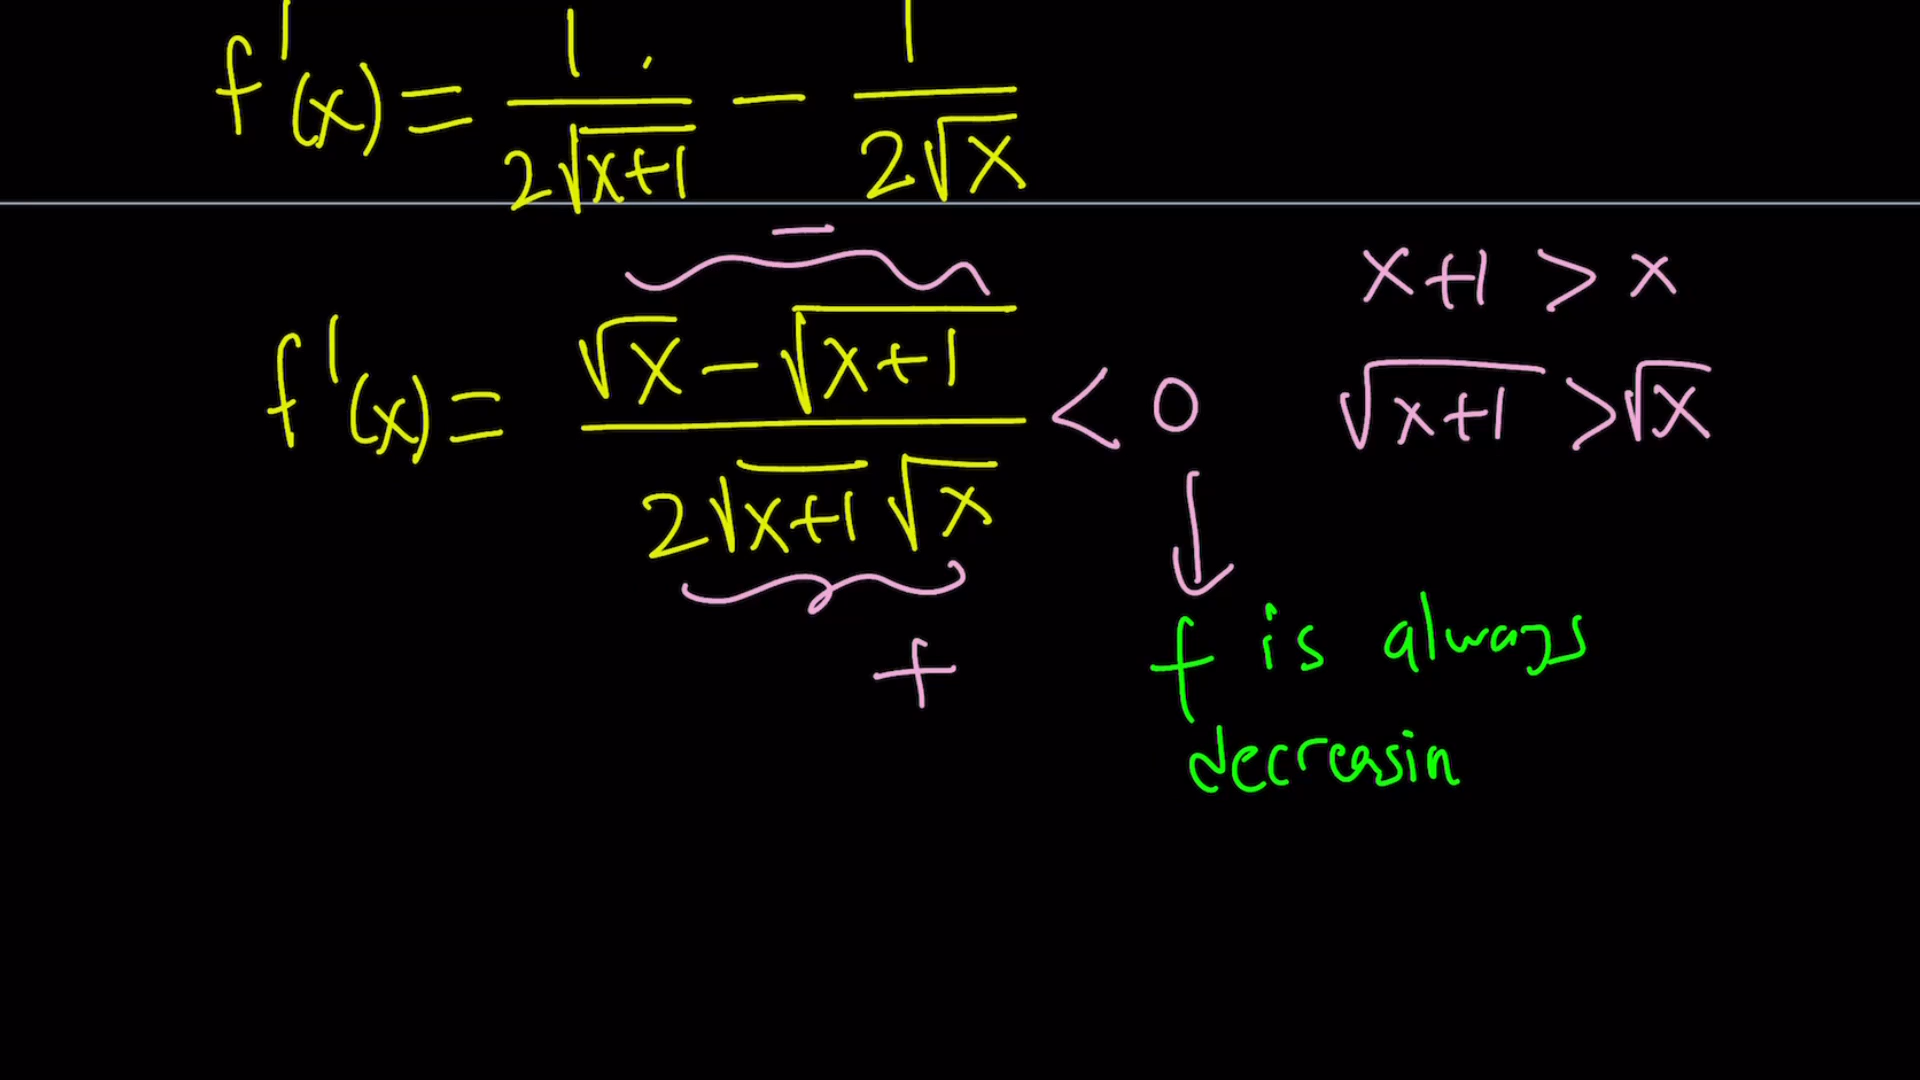 f'(x) = 1/(2√(x+1)) − 1/(2√x)
−
x+1 > x
f'(x) = (√x − √(x+1))/(2√(x+1) √x) < 0
√(x+1) > √x
+
f is always
decreasin